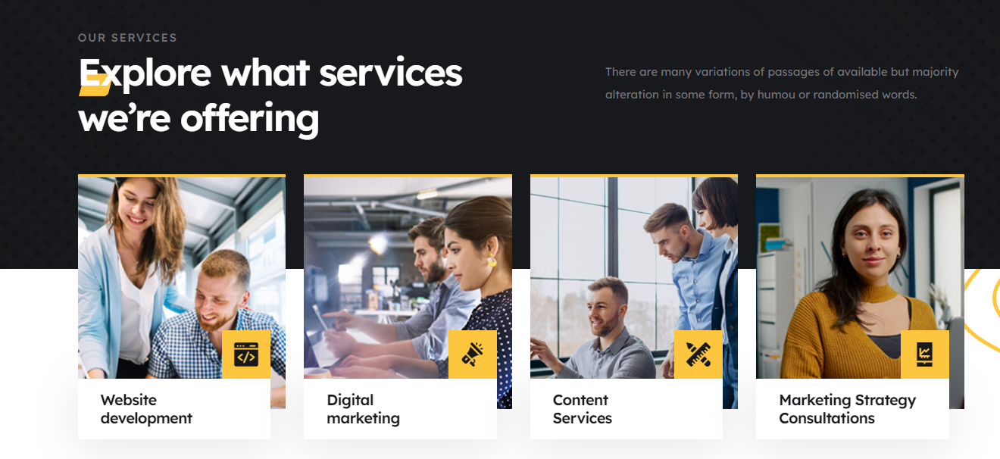 OUR SERVICES
Explore what services
we’re offering
There are many variations of passages of available but majority
alteration in some form, by humou or randomised words.
Website
development
Digital
marketing
Content
Services
Marketing Strategy
Consultations